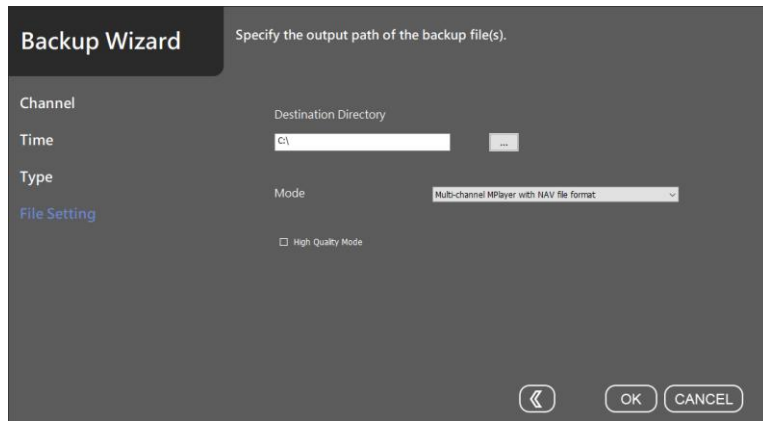 Backup Wizard
Specify the output path of the backup file(s).
Channel
Time
Type
File Setting
Destination Directory
C:\
...
Mode
Multi-channel MPlayer with NAV file format
High Quality Mode
OK
CANCEL